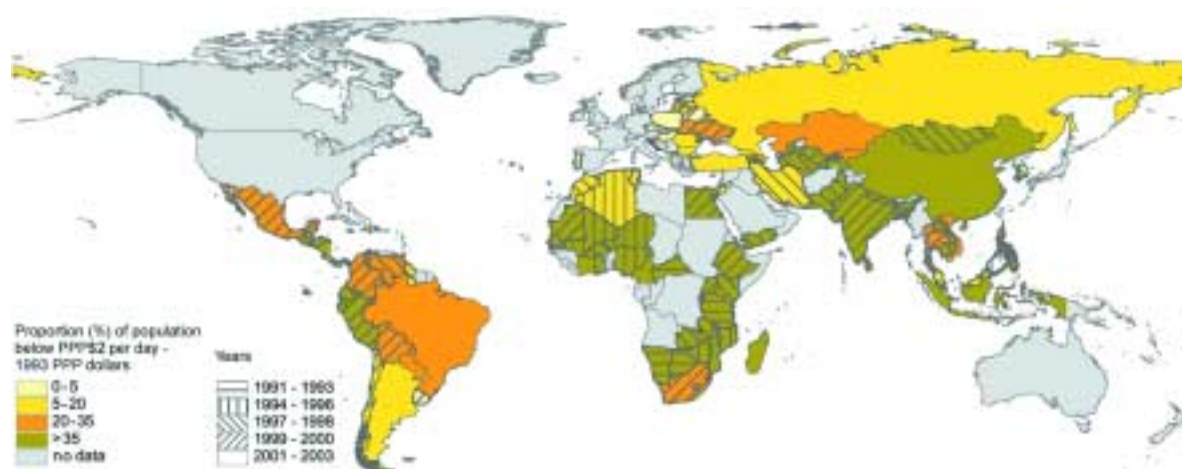 Proportion (%) of population
below PPP$2 per day -
1993 PPP dollars
0-5
5-20
20-35
>35
no data
Years
1991 - 1993
1994 - 1996
1997 - 1998
1999 - 2000
2001 - 2003